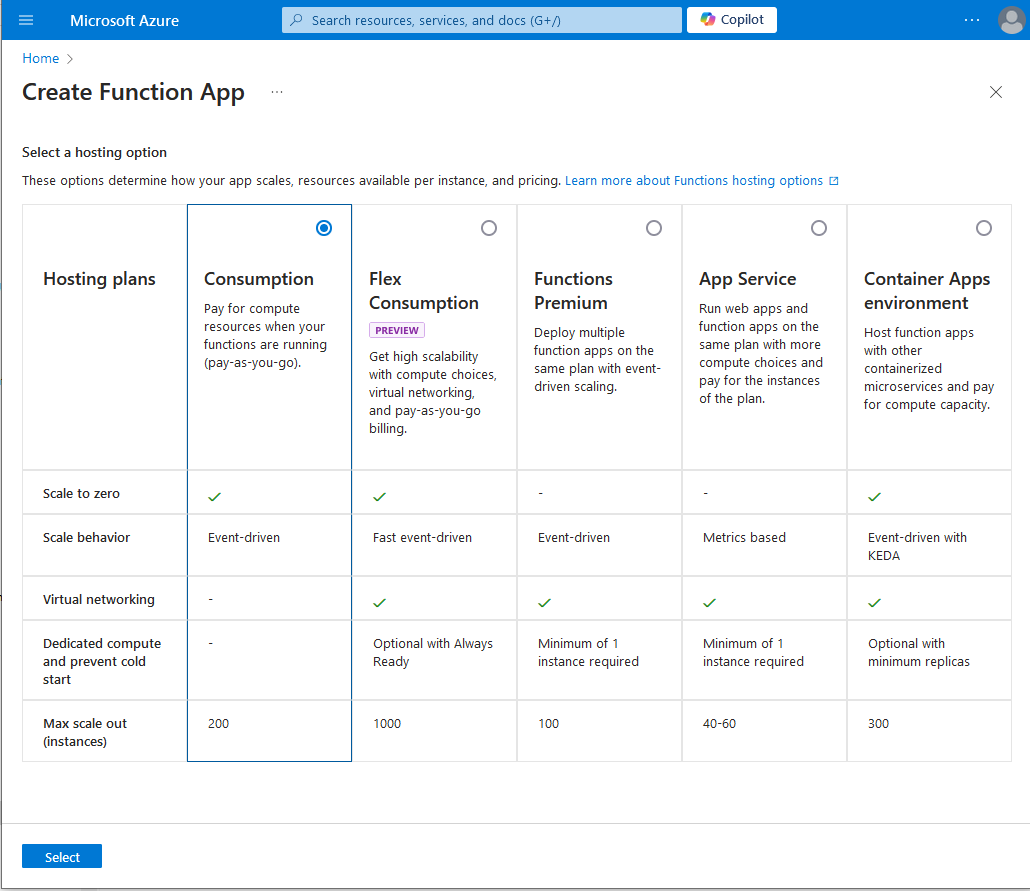 Microsoft Azure
Search resources, services, and docs (G+/)
Copilot
Home
Create Function App
Select a hosting option
These options determine how your app scales, resources available per instance, and pricing. Learn more about Functions hosting options
Hosting plans
Consumption
Pay for compute
resources when your
functions are running
(pay-as-you-go).
Flex
Consumption
PREVIEW
Get high scalability
with compute choices,
virtual networking,
and pay-as-you-go
billing.
Functions
Premium
Deploy multiple
function apps on the
same plan with event-
driven scaling.
App Service
Run web apps and
function apps on the
same plan with more
compute choices and
pay for the instances
of the plan.
Container Apps
environment
Host function apps
with other
containerized
microservices and pay
for compute capacity.
Scale to zero
-
-
Scale behavior
Event-driven
Fast event-driven
Event-driven
Metrics based
Event-driven with
KEDA
Virtual networking
-
Dedicated compute
and prevent cold
start
-
Optional with Always
Ready
Minimum of 1
instance required
Minimum of 1
instance required
Optional with
minimum replicas
Max scale out
(instances)
200
1000
100
40-60
300
Select